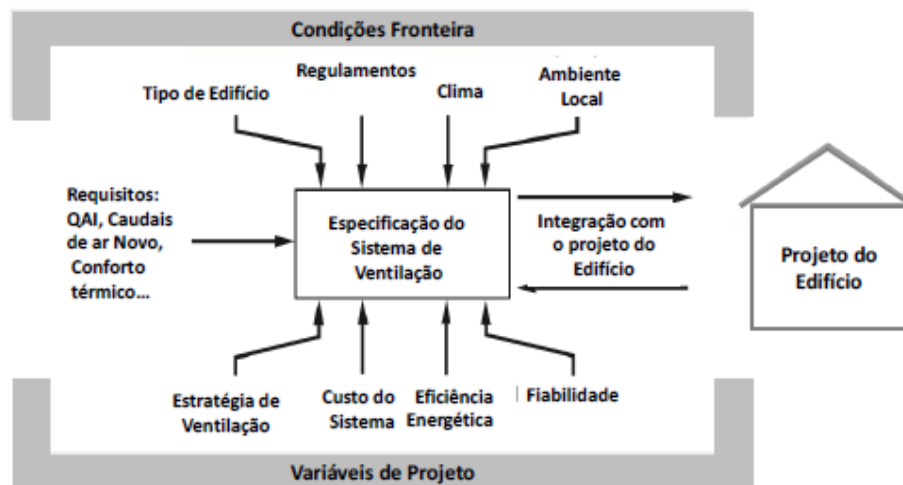 Condições Fronteira
Regulamentos
Ambiente
Local
Tipo de Edifício
Clima
Requisitos:
QAI, Caudais
de ar Novo,
Conforto
térmico...
Especificação do
Sistema de
Ventilação
Integração com
o projeto do
Edifício
Projeto do
Edifício
Estratégia de
Ventilação
Custo do
Sistema
Eficiência
Energética
Fiabilidade
Variáveis de Projeto